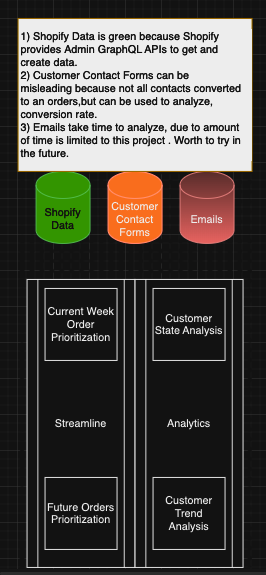 1) Shopify Data is green because Shopify
provides Admin GraphQL APIs to get and
create data.
2) Customer Contact Forms can be
misleading because not all contacts converted
to an orders,but can be used to analyze,
conversion rate.
3) Emails take time to analyze, due to amount
of time is limited to this project . Worth to try in
the future.
Shopify
Data
Customer
Contact
Forms
Emails
Current Week
Order
Prioritization
Customer
State Analysis
Streamline
Analytics
Future Orders
Prioritization
Customer
Trend
Analysis